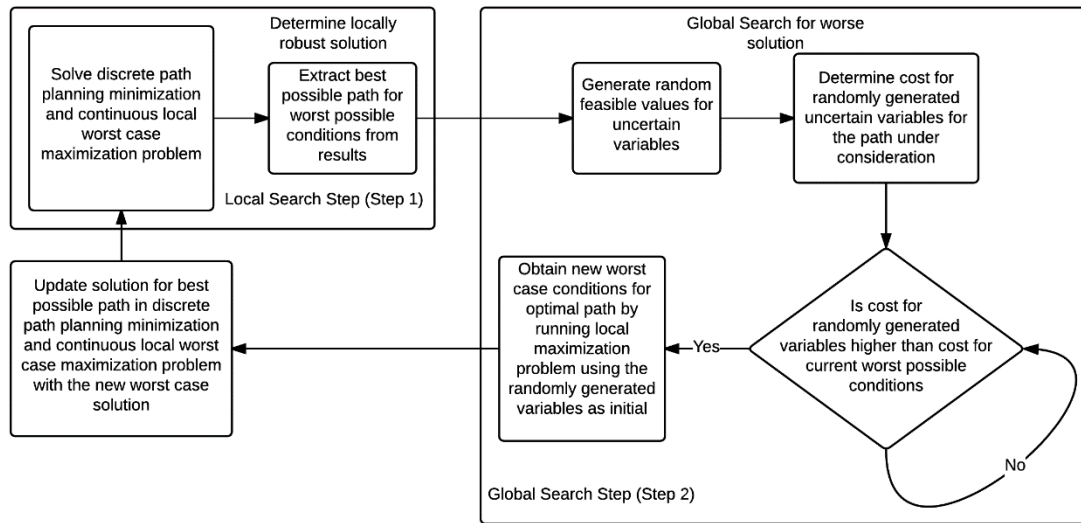 Determine locally
robust solution
Solve discrete path
planning minimization
and continuous local
worst case
maximization problem
Extract best
possible path for
worst possible
conditions from
results
Local Search Step (Step 1)
Global Search for worse
solution
Generate random
feasible values for
uncertain
variables
Determine cost for
randomly generated
uncertain variables
for the path under
consideration
Is cost for
randomly generated
variables higher than cost for
current worst possible
conditions
Yes
No
Obtain new worst
case conditions for
optimal path by
running local
maximization
problem using the
randomly generated
variables as initial
Global Search Step (Step 2)
Update solution for best
possible path in discrete
path planning minimization
and continuous local worst
case maximization problem
with the new worst case
solution